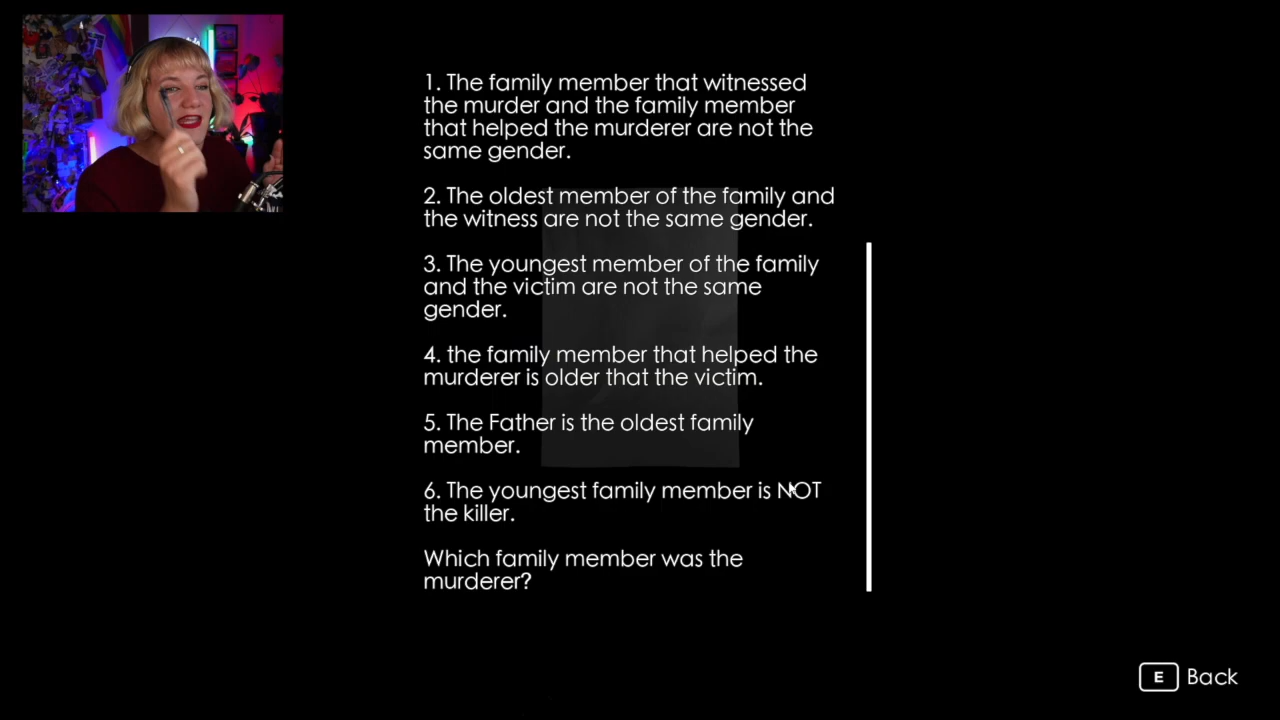 1. The family member that witnessed
the murder and the family member
that helped the murderer are not the
same gender.
2. The oldest member of the family and
the witness are not the same gender.
3. The youngest member of the family
and the victim are not the same
gender.
4. the family member that helped the
murderer is older that the victim.
5. The Father is the oldest family
member.
6. The youngest family member is NOT
the killer.
Which family member was the
murderer?
E Back